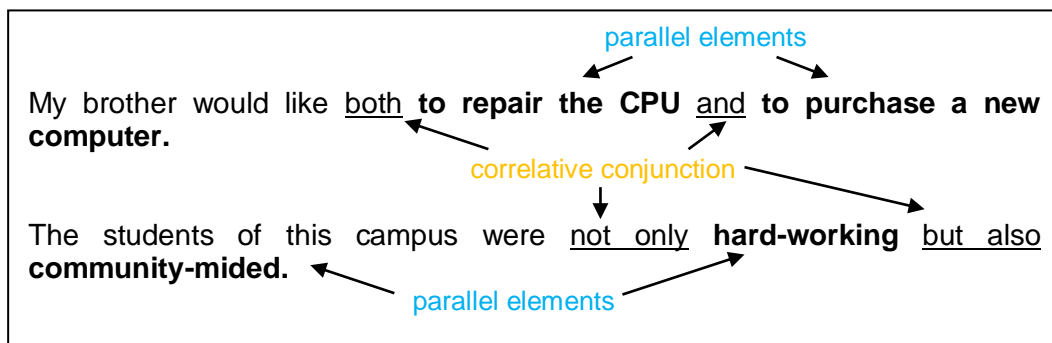 parallel elements
My brother would like both to repair the CPU and to purchase a new
computer.
correlative conjunction
The students of this campus were not only hard-working but also
community-mided.
parallel elements